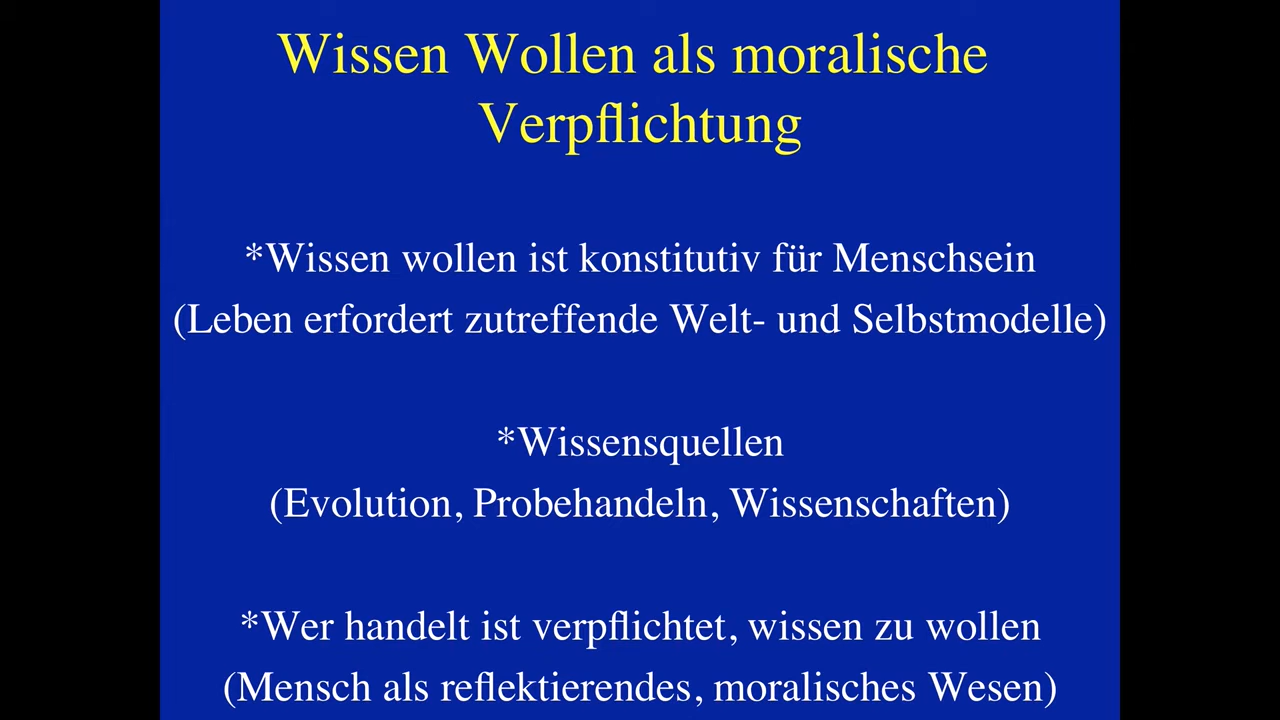 Wissen Wollen als moralische
Verpflichtung
*Wissen wollen ist konstitutiv für Menschsein
(Leben erfordert zutreffende Welt- und Selbstmodelle)
*Wissensquellen
(Evolution, Probehandeln, Wissenschaften)
*Wer handelt ist verpflichtet, wissen zu wollen
(Mensch als reflektierendes, moralisches Wesen)